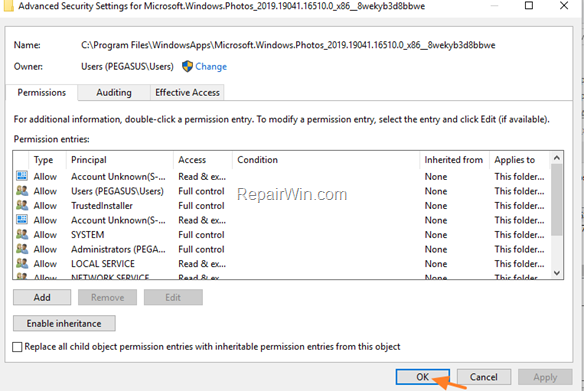 Advanced Security Settings for Microsoft.Windows.Photos_2019.19041.16510.0_x86__8wekyb3d8bbwe
Name: C:\Program Files\WindowsApps\Microsoft.Windows.Photos_2019.19041.16510.0_x86__8wekyb3d8bbwe
Owner: Users (PEGASUS\Users) Change
Permissions Auditing Effective Access
For additional information, double-click a permission entry. To modify a permission entry, select the entry and click Edit (if available).
Permission entries:
Type Principal Access Condition Inherited from Applies to
Allow Account Unknown(S-... Read & ex... None This folder...
Allow Users (PEGASUS\Users) Full control None This folder...
RepairWin.com
Allow TrustedInstaller Full control None This folder...
Allow Account Unknown(S-... Read & ex... None This folder...
Allow SYSTEM Full control None This folder...
Allow Administrators (PEGA... Full control None This folder...
Allow LOCAL SERVICE Read & ex... None This folder...
Allow NETWORK SERVICE Read & ex... None This folder...
Add Remove Edit
Enable inheritance
Replace all child object permission entries with inheritable permission entries from this object
OK Cancel Apply